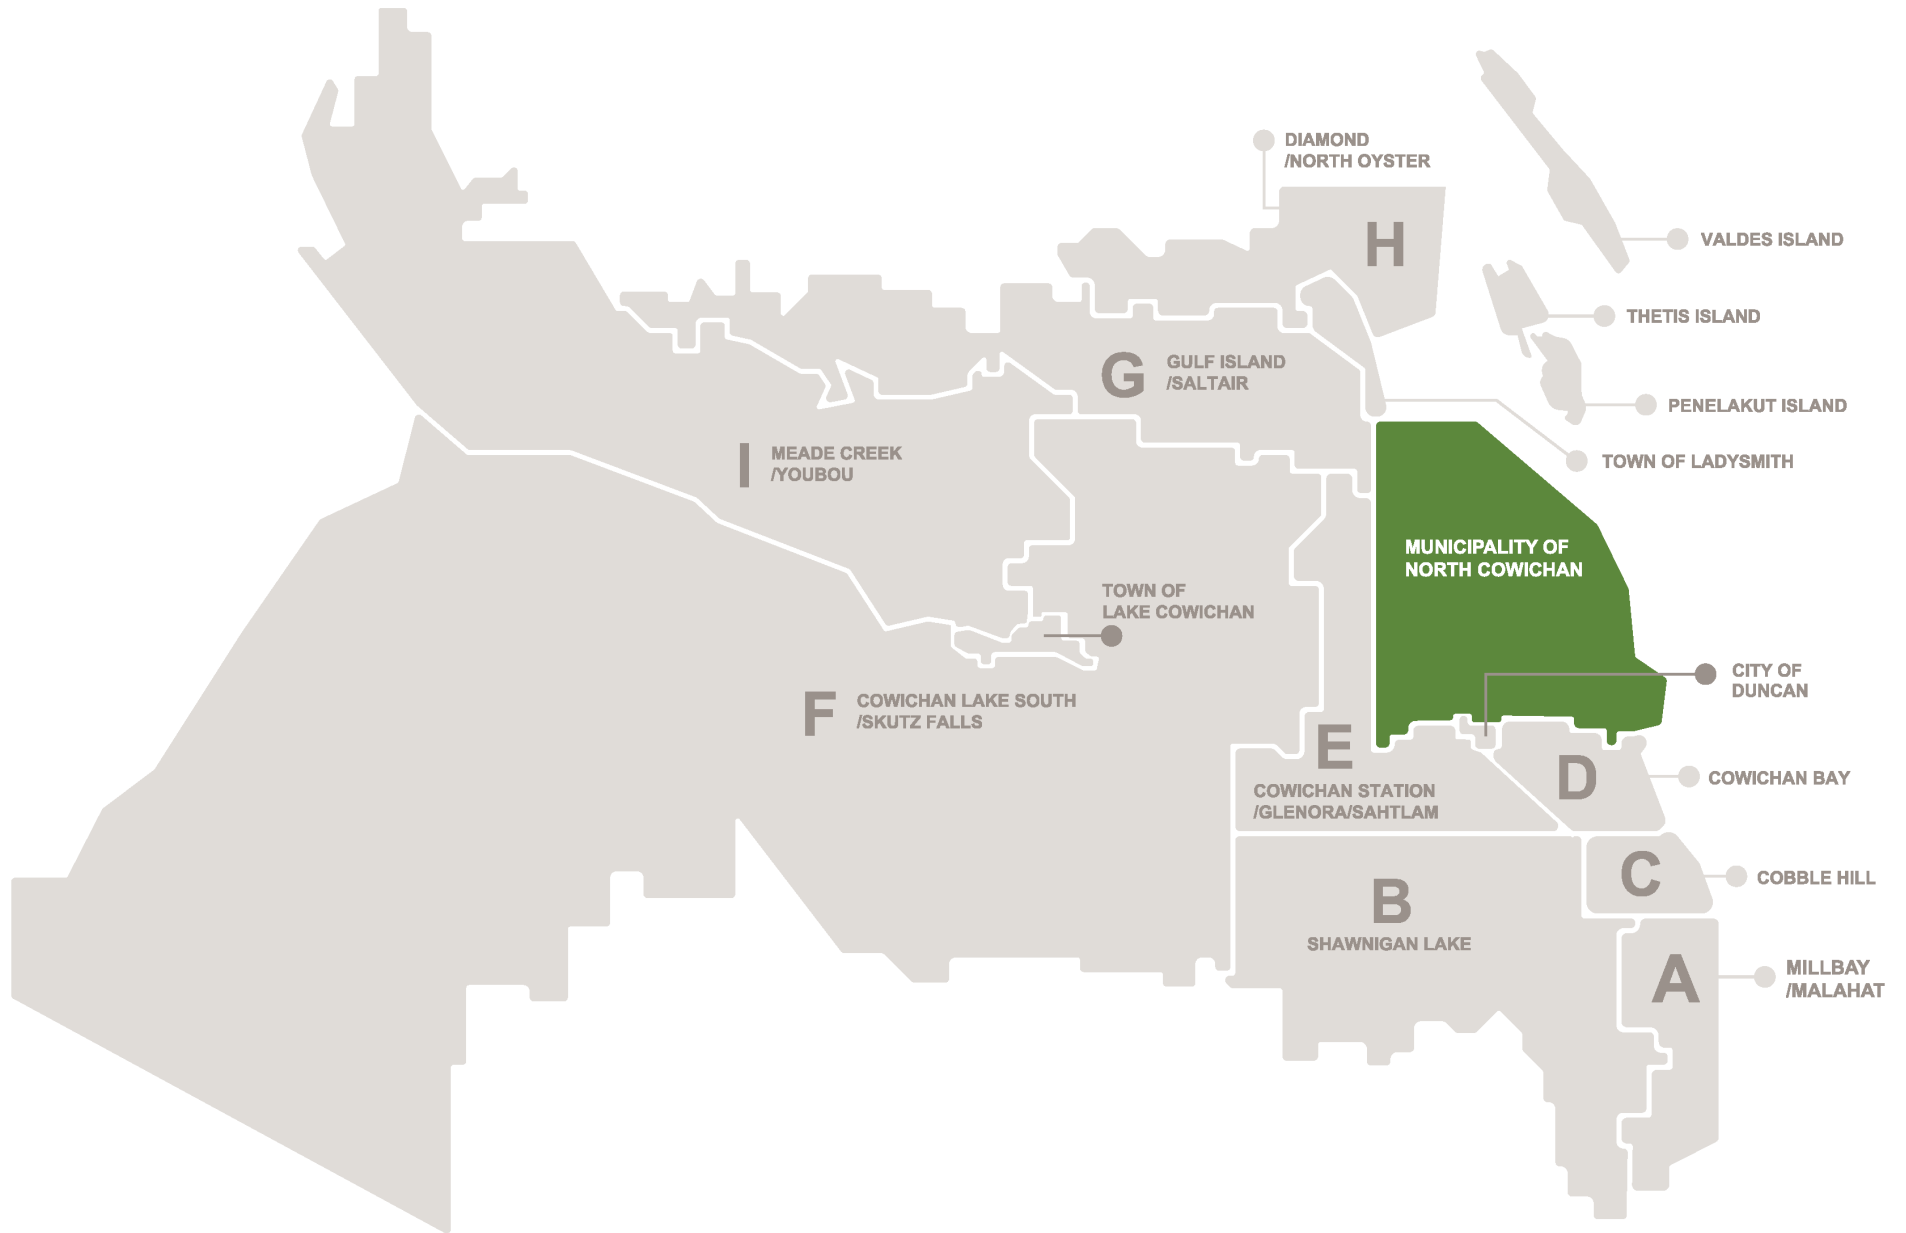 DIAMOND
/NORTH OYSTER
H
VALDES ISLAND
THETIS ISLAND
G
GULF ISLAND
/SALTAIR
PENELAKUT ISLAND
I
MEADE CREEK
/YOUBOU
TOWN OF LADYSMITH
MUNICIPALITY OF
NORTH COWICHAN
TOWN OF
LAKE COWICHAN
CITY OF
DUNCAN
F
COWICHAN LAKE SOUTH
/SKUTZ FALLS
E
COWICHAN STATION
/GLENORA/SAHTLAM
D
COWICHAN BAY
C
COBBLE HILL
B
SHAWNIGAN LAKE
A
MILLBAY
/MALAHAT